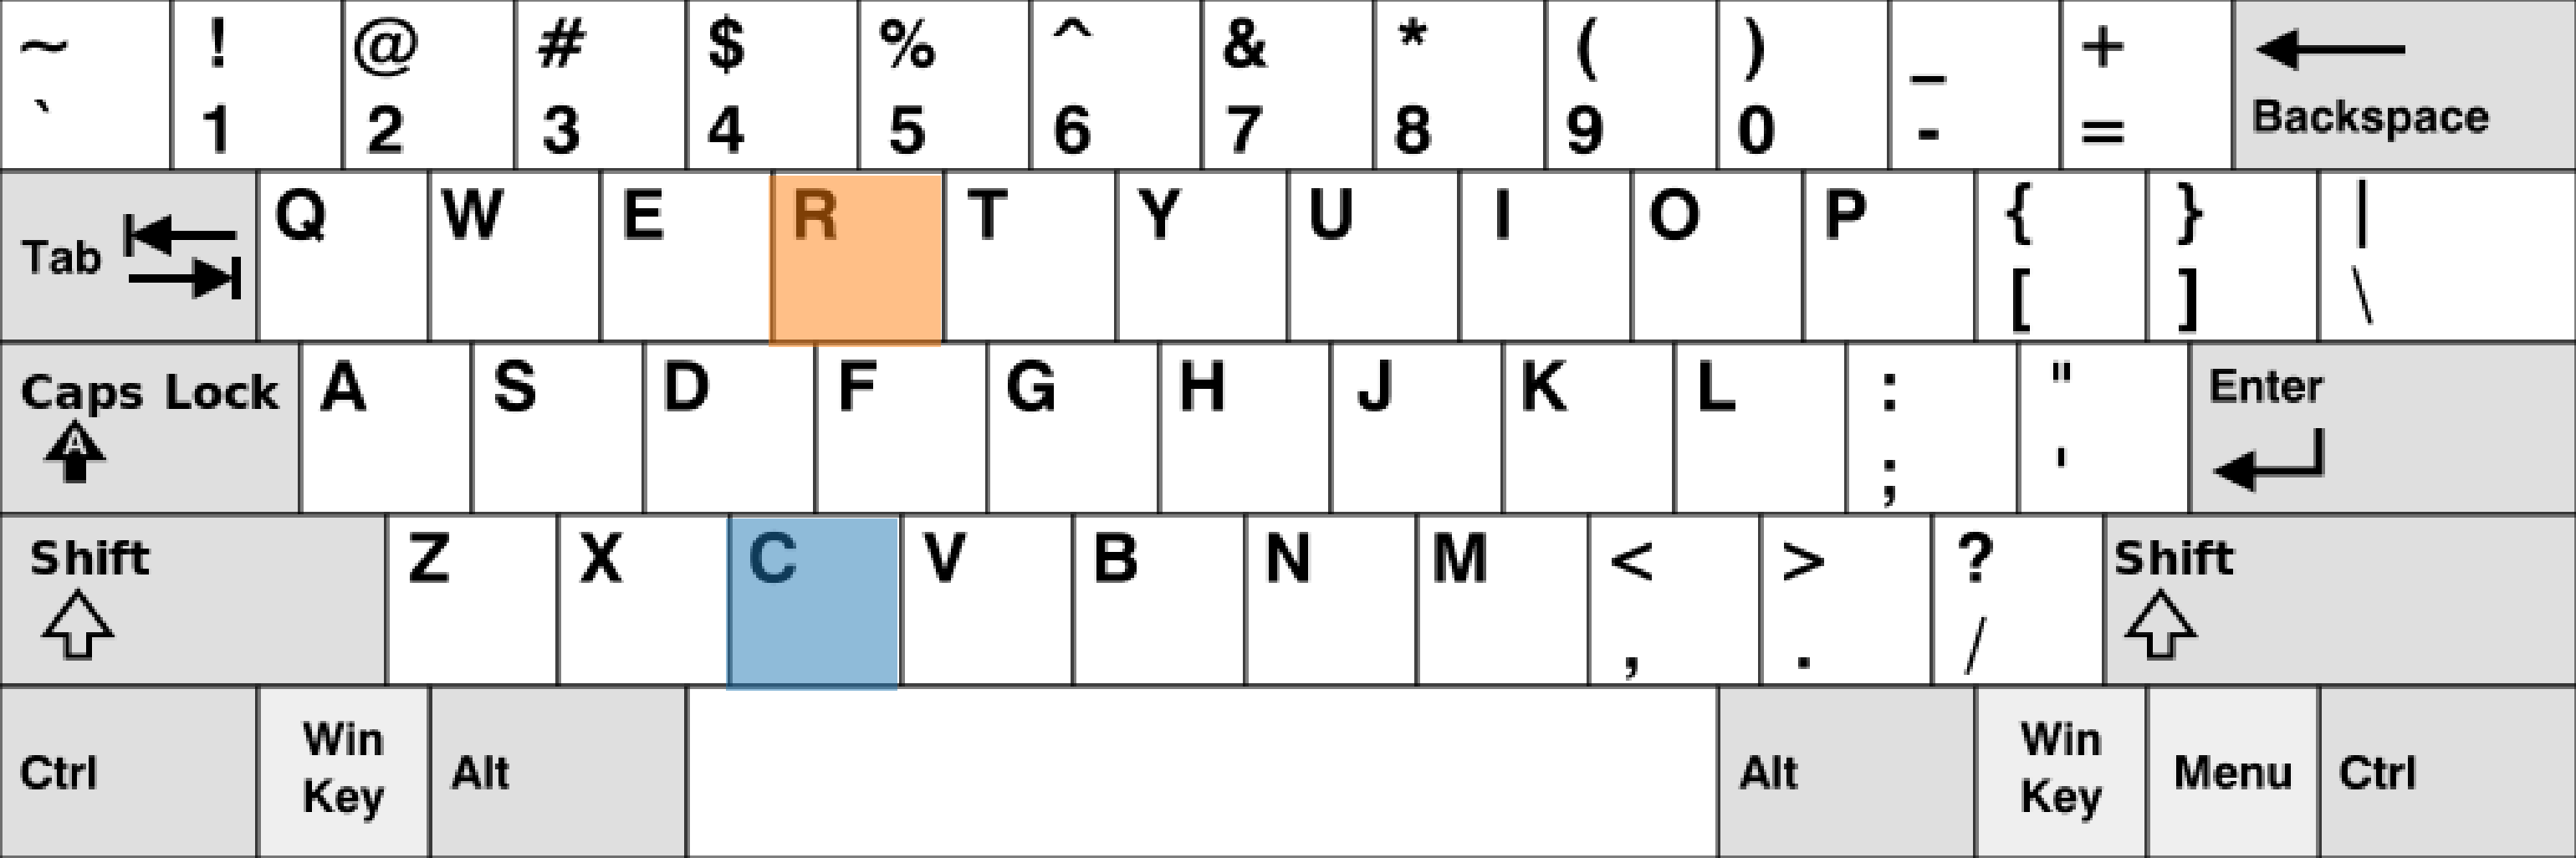 ~ ! @ # $ % ^ & * ( ) _ +
` 1 2 3 4 5 6 7 8 9 0 - = Backspace
Tab Q W E R T Y U I O P { } |
[ ] \
Caps Lock A S D F G H J K L : " Enter
A ; '
Shift Z X C V B N M < > ? Shift
, . /
Ctrl Win Key Alt Alt Win Key Menu Ctrl